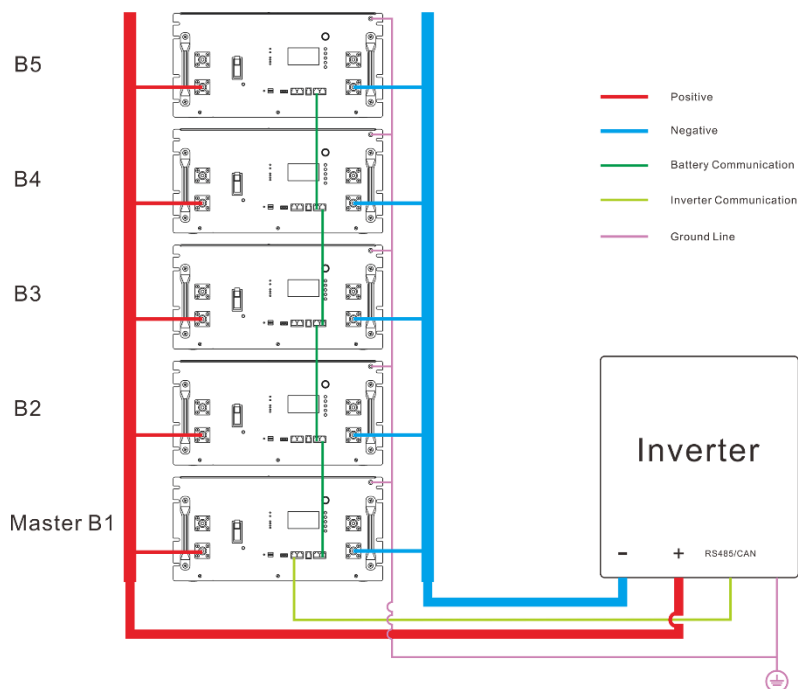 B5
B4
B3
B2
Master B1
Positive
Negative
Battery Communication
Inverter Communication
Ground Line
Inverter
- + RS485/CAN